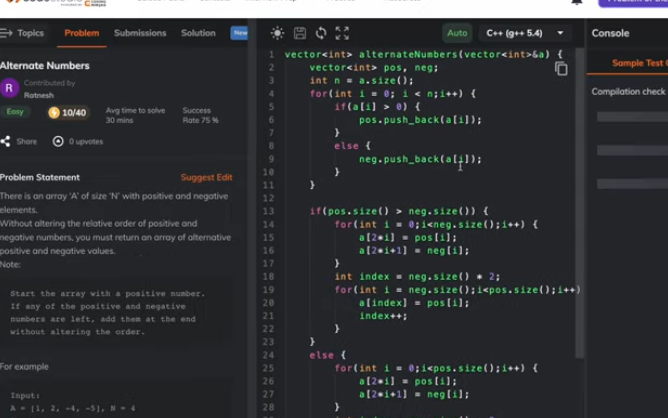 Topics
Problem
Submissions
Solution
New
Auto
C++ (g++ 5.4)
Console
Alternate Numbers
R
Contributed by
Ratnesh
Easy
10/40
Avg time to solve
30 mins
Success
Rate 75 %
Share
0 upvotes
Problem Statement
Suggest Edit
There is an array 'A' of size 'N' with positive and negative
elements.
Without altering the relative order of positive and
negative numbers, you must return an array of alternative
positive and negative values.
Note:
Start the array with a positive number.
If any of the positive and negative
numbers are left, add them at the end
without altering the order.
For example
Input:
A = [1, 2, -4, -5], N = 4
1 vector<int> alternateNumbers(vector<int>&a) {
2 vector<int> pos, neg;
3 int n = a.size();
4 for(int i = 0; i < n;i++) {
5 if(a[i] > 0) {
6 pos.push_back(a[i]);
7 }
8 else {
9 neg.push_back(a[i]);
10 }
11 }
12
13 if(pos.size() > neg.size()) {
14 for(int i = 0;i<neg.size();i++) {
15 a[2*i] = pos[i];
16 a[2*i+1] = neg[i];
17 }
18 int index = neg.size() * 2;
19 for(int i = neg.size();i<pos.size();i++)
20 a[index] = pos[i];
21 index++;
22 }
23 }
24 else {
25 for(int i = 0;i<pos.size();i++) {
26 a[2*i] = pos[i];
27 a[2*i+1] = neg[i];
28 }
Sample Test
Compilation check